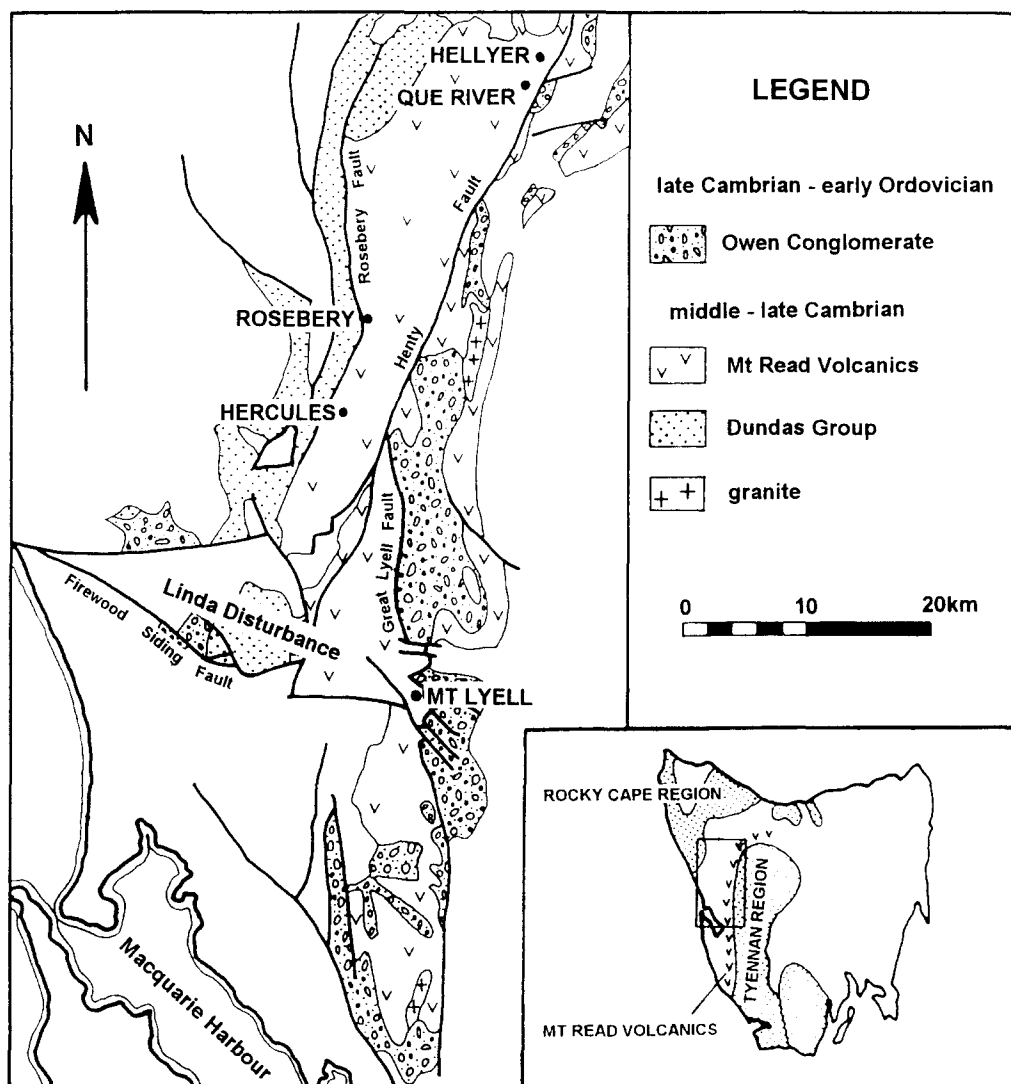 HELLYER
QUE RIVER
N
Rosebery Fault
Henty Fault
ROSEBERY
HERCULES
Great Lyell Fault
Linda Disturbance
Firewood Siding Fault
MT LYELL
Macquarie Harbour
LEGEND
late Cambrian - early Ordovician
Owen Conglomerate
middle - late Cambrian
Mt Read Volcanics
Dundas Group
granite
0 10 20km
ROCKY CAPE REGION
TYENNAN REGION
MT READ VOLCANICS